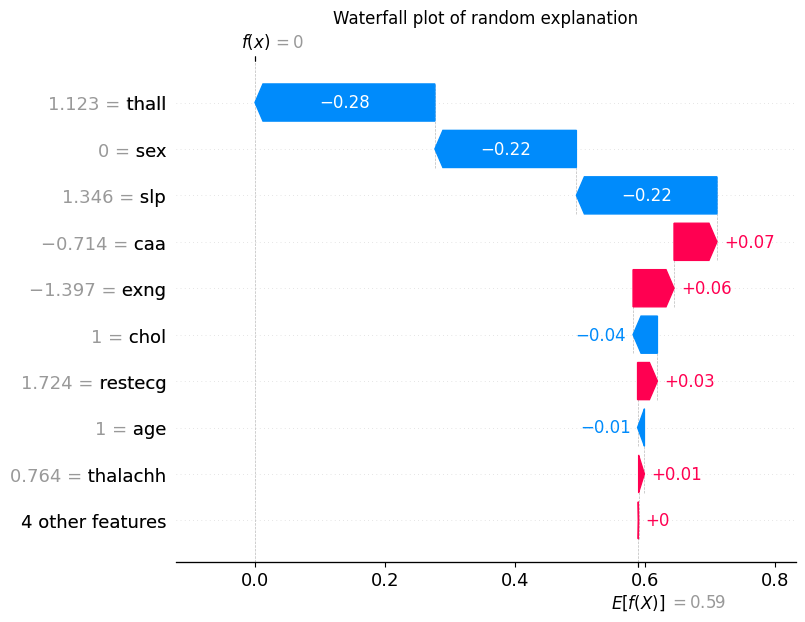 Waterfall plot of random explanation
f(x) = 0
1.123 = thall
−0.28
0 = sex
−0.22
1.346 = slp
−0.22
−0.714 = caa
+0.07
−1.397 = exng
+0.06
1 = chol
−0.04
1.724 = restecg
+0.03
1 = age
−0.01
0.764 = thalachh
+0.01
4 other features
+0
0.0 0.2 0.4 0.6 0.8
E[f(X)] = 0.59